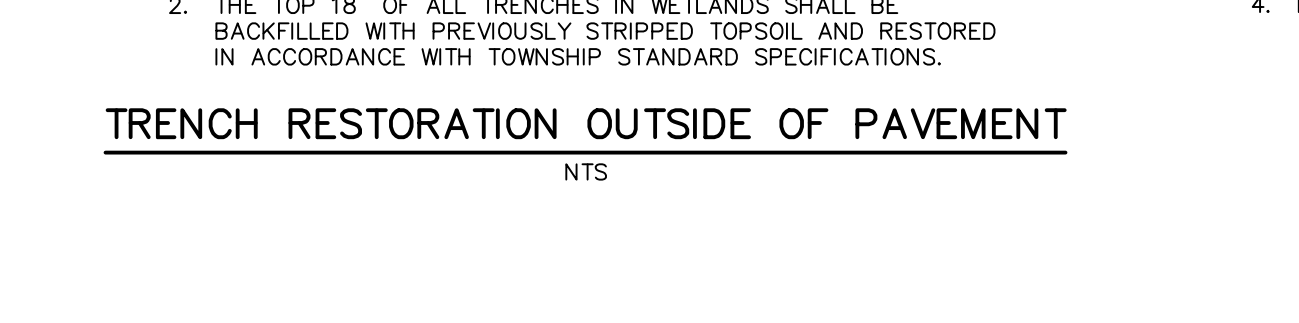 2. THE TOP 18 OF ALL TRENCHES IN WETLANDS SHALL BE
BACKFILLED WITH PREVIOUSLY STRIPPED TOPSOIL AND RESTORED
IN ACCORDANCE WITH TOWNSHIP STANDARD SPECIFICATIONS.
TRENCH RESTORATION OUTSIDE OF PAVEMENT
NTS
4.